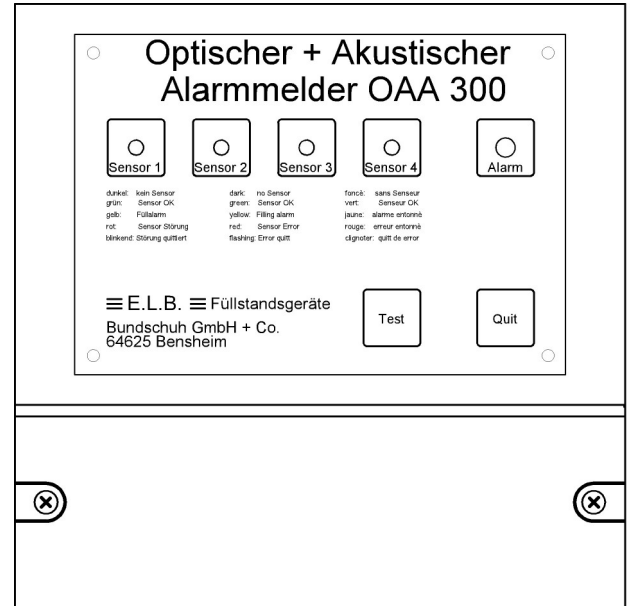 Optischer + Akustischer
Alarmmelder OAA 300
Sensor 1 Sensor 2 Sensor 3 Sensor 4 Alarm
dunkel: kein Sensor dark: no Sensor foncè: sans Senseur
grün: Sensor OK green: Sensor OK vert: Senseur OK
gelb: Füllalarm yellow: Filling alarm jaune: alarme entonnè
rot: Sensor Störung red: Sensor Error rouge: erreur entonnè
blinkend: Störung quittiert flashing: Error quitt clignoter: quitt de error
E.L.B. Füllstandsgeräte
Bundschuh GmbH + Co.
64625 Bensheim
Test Quit